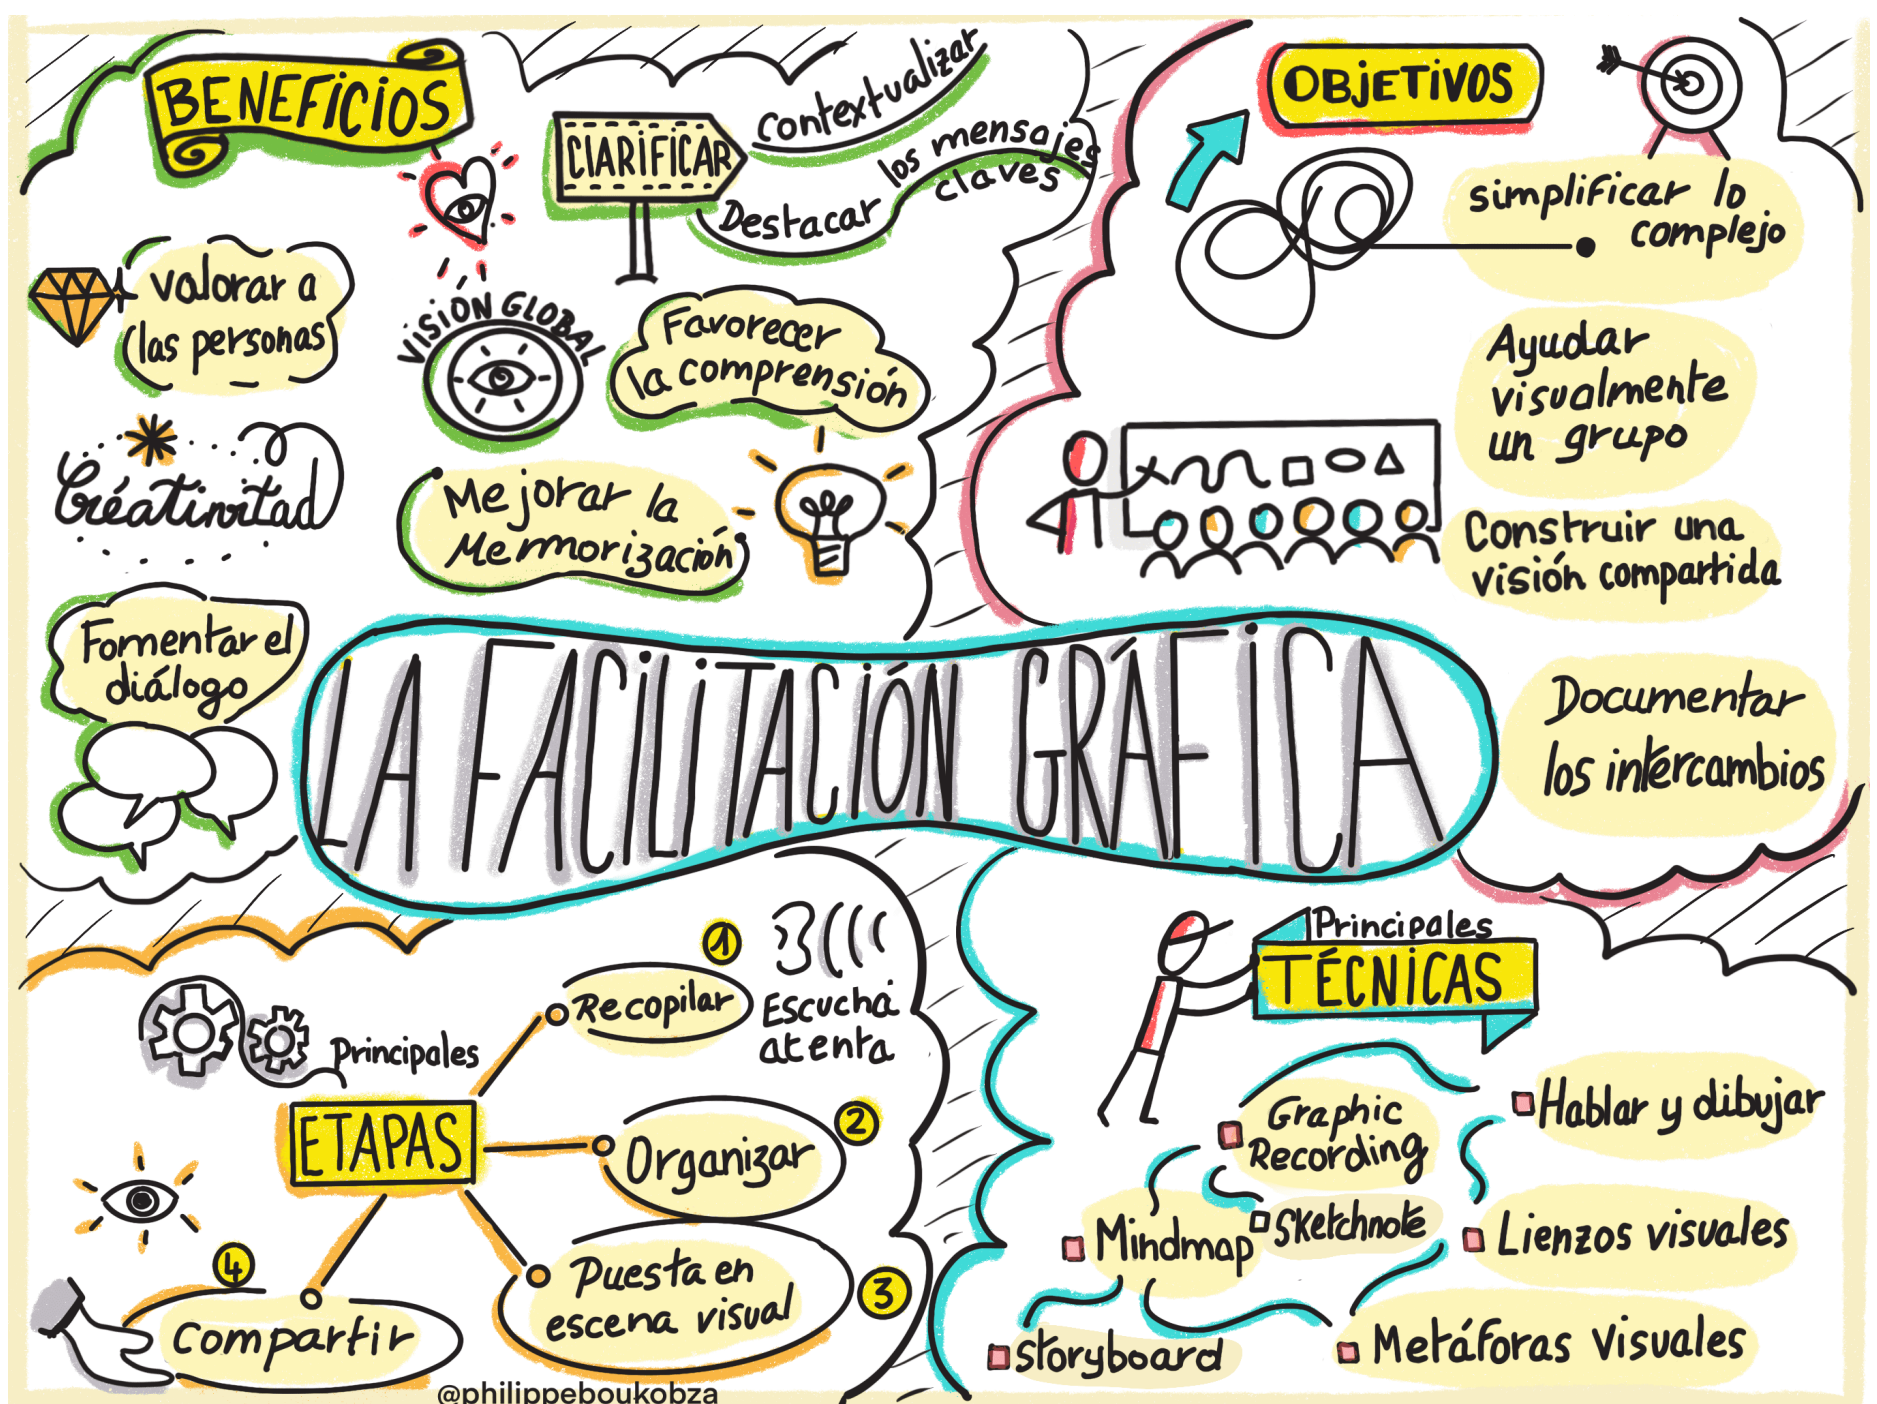 BENEFiCiOS
CLARiFiCAR
Contextualizar
Destacar los mensajes
claves
valorar a
las personas
ViSiÓN GLOBAL
Favorecer
la comprensión
Créatinitad
Mejorar la
Mermorización
Fomentar el
diálogo
OBJETiVOS
simplificar lo
complejo
Ayudar
visualmente
un grupo
Construir una
visión compartida
Documentar
los intercambios
LA FACiLiTACiÓN GRÁFiCA
Principales
ETAPAS
1
Recopilar
Escucha
atenta
2
Organizar
3
Puesta en
escena visual
4
Compartir
@philippeboukobza
Principales
TÉCNiCAS
Graphic
Recording
Hablar y dibujar
Mindmap
Sketchnote
Lienzos visuales
Storyboard
Metáforas Visuales